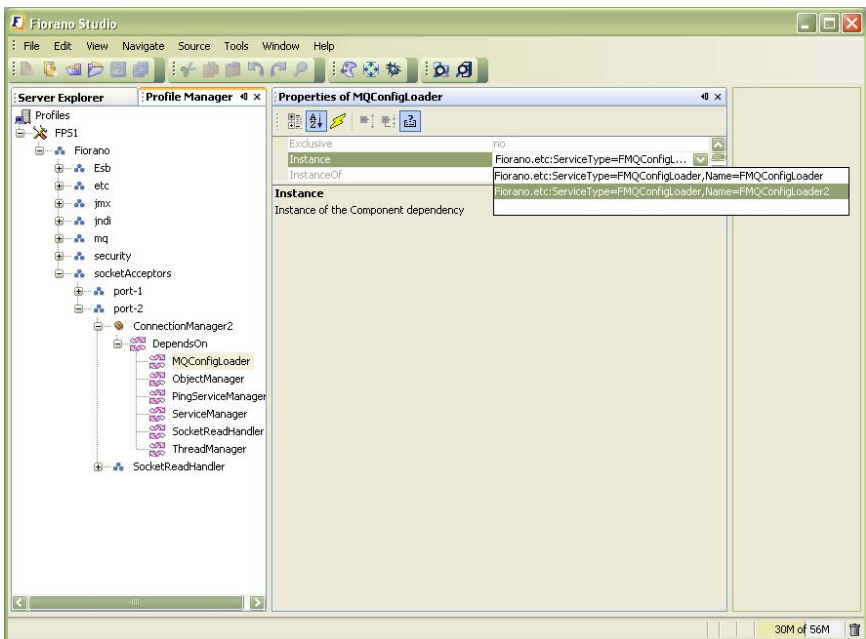 Fiorano Studio
File Edit View Navigate Source Tools Window Help
Server Explorer
Profile Manager
Profiles
FPS1
Fiorano
Esb
etc
jmx
jndi
mq
security
socketAcceptors
port-1
port-2
ConnectionManager2
DependsOn
MQConfigLoader
ObjectManager
PingServiceManager
ServiceManager
SocketReadHandler
ThreadManager
SocketReadHandler
Properties of MQConfigLoader
Exclusive no
Instance Fiorano.etc:ServiceType=FMQConfigL...
InstanceOf
Fiorano.etc:ServiceType=FMQConfigLoader,Name=FMQConfigLoader
Fiorano.etc:ServiceType=FMQConfigLoader,Name=FMQConfigLoader2
Instance
Instance of the Component dependency
30M of 56M